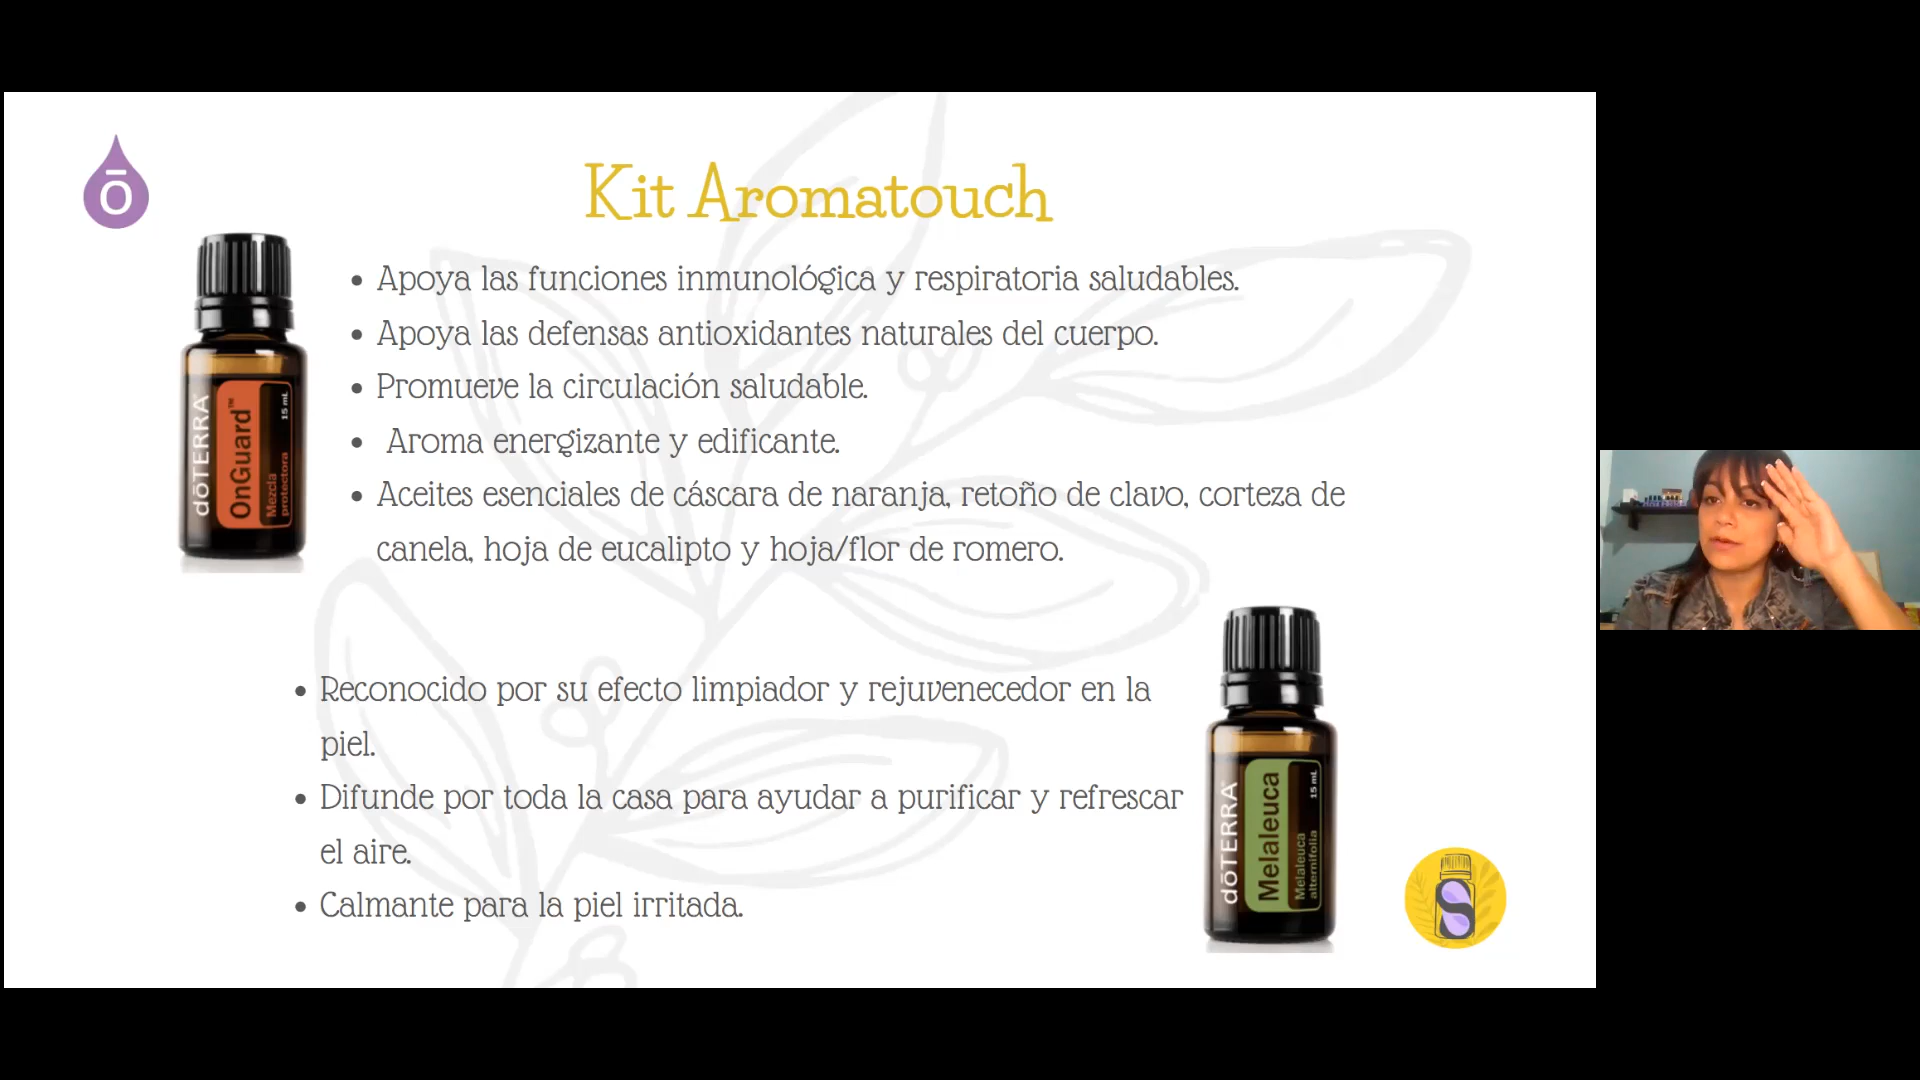 ō
Kit Aromatouch
• Apoya las funciones inmunológica y respiratoria saludables.
• Apoya las defensas antioxidantes naturales del cuerpo.
• Promueve la circulación saludable.
• Aroma energizante y edificante.
• Aceites esenciales de cáscara de naranja, retoño de clavo, corteza de
canela, hoja de eucalipto y hoja/flor de romero.
dōTERRA
OnGuard™
Mezcla
protectora
15 mL
• Reconocido por su efecto limpiador y rejuvenecedor en la
piel.
• Difunde por toda la casa para ayudar a purificar y refrescar
el aire.
• Calmante para la piel irritada.
dōTERRA
Melaleuca
Melaleuca
alternifolia
15 mL
S